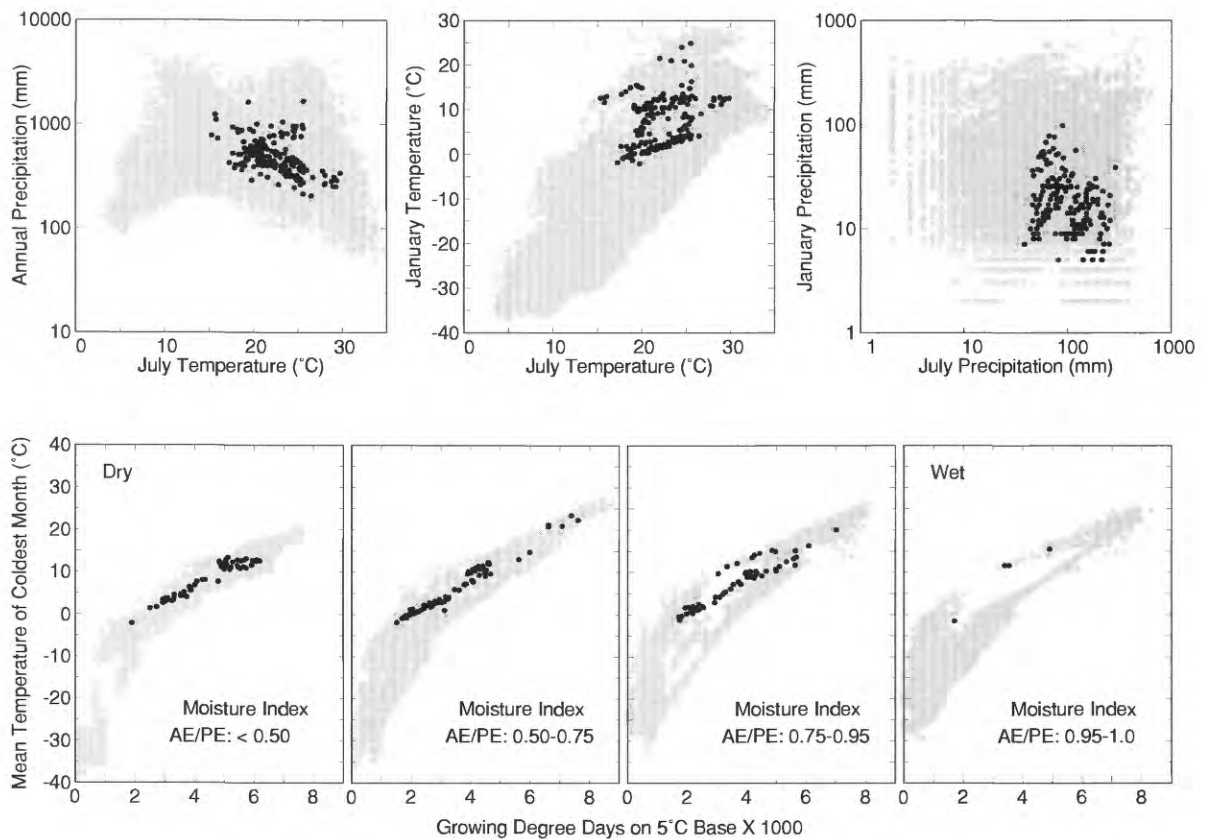 10000
1000
100
10
Annual Precipitation (mm)
0 10 20 30
July Temperature (°C)
30
20
10
0
-10
-20
-30
-40
January Temperature (°C)
0 10 20 30
July Temperature (°C)
1000
100
10
1
January Precipitation (mm)
1 10 100 1000
July Precipitation (mm)
40
30
20
10
0
-10
-20
-30
-40
Mean Temperature of Coldest Month (°C)
Dry
Moisture Index
AE/PE: < 0.50
0 2 4 6 8
Moisture Index
AE/PE: 0.50-0.75
0 2 4 6 8
Moisture Index
AE/PE: 0.75-0.95
0 2 4 6 8
Wet
Moisture Index
AE/PE: 0.95-1.0
0 2 4 6 8
Growing Degree Days on 5°C Base X 1000